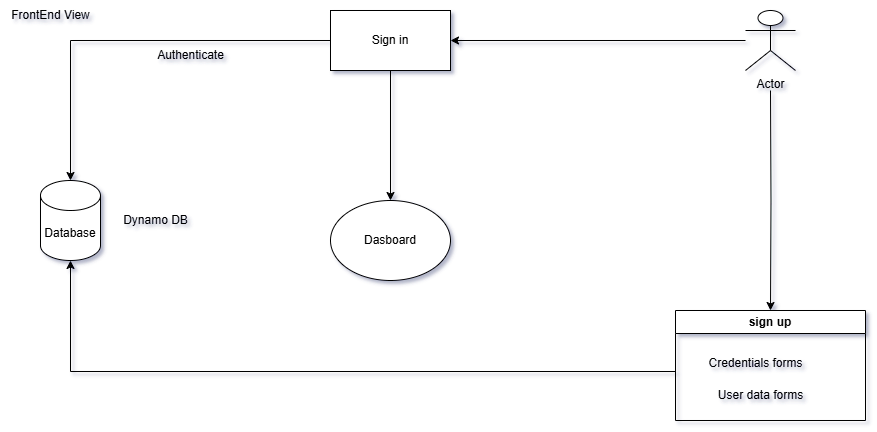 FrontEnd View
Sign in
Authenticate
Actor
Database
Dynamo DB
Dasboard
sign up
Credentials forms
User data forms